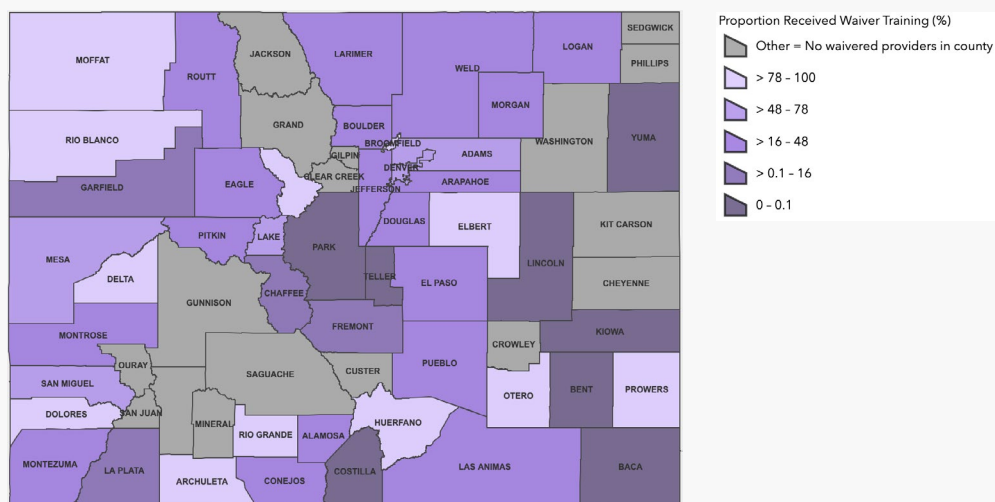 Proportion Received Waiver Training (%)
Other = No waivered providers in county
> 78 - 100
> 48 - 78
> 16 - 48
> 0.1 - 16
0 - 0.1
MOFFAT
ROUTT
JACKSON
LARIMER
WELD
LOGAN
SEDGWICK
PHILLIPS
MORGAN
GRAND
BOULDER
RIO BLANCO
BROOMFIELD
WASHINGTON
YUMA
GILPIN
ADAMS
DENVER
CLEAR CREEK
ARAPAHOE
GARFIELD
EAGLE
JEFFERSON
DOUGLAS
ELBERT
KIT CARSON
PITKIN
LAKE
PARK
MESA
LINCOLN
DELTA
TELLER
EL PASO
CHEYENNE
CHAFFEE
GUNNISON
FREMONT
KIOWA
MONTROSE
CROWLEY
OURAY
PUEBLO
CUSTER
SAGUACHE
SAN MIGUEL
OTERO
BENT
PROWERS
DOLORES
SAN JUAN
MINERAL
HUERFANO
RIO GRANDE
ALAMOSA
MONTEZUMA
LA PLATA
COSTILLA
LAS ANIMAS
BACA
ARCHULETA
CONEJOS